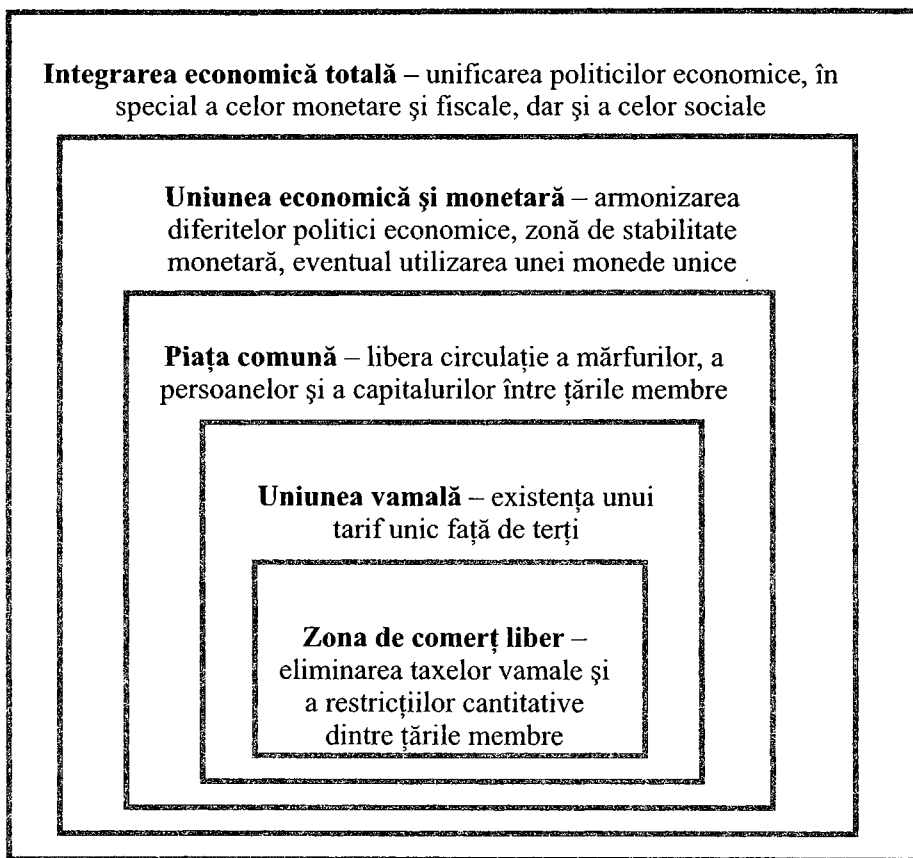 Integrarea economică totală – unificarea politicilor economice, în
special a celor monetare şi fiscale, dar şi a celor sociale
Uniunea economică şi monetară – armonizarea
diferitelor politici economice, zonă de stabilitate
monetară, eventual utilizarea unei monede unice
Piaţa comună – libera circulaţie a mărfurilor, a
persoanelor şi a capitalurilor între ţările membre
Uniunea vamală – existenţa unui
tarif unic faţă de terţi
Zona de comerţ liber –
eliminarea taxelor vamale şi
a restricţiilor cantitative
dintre ţările membre